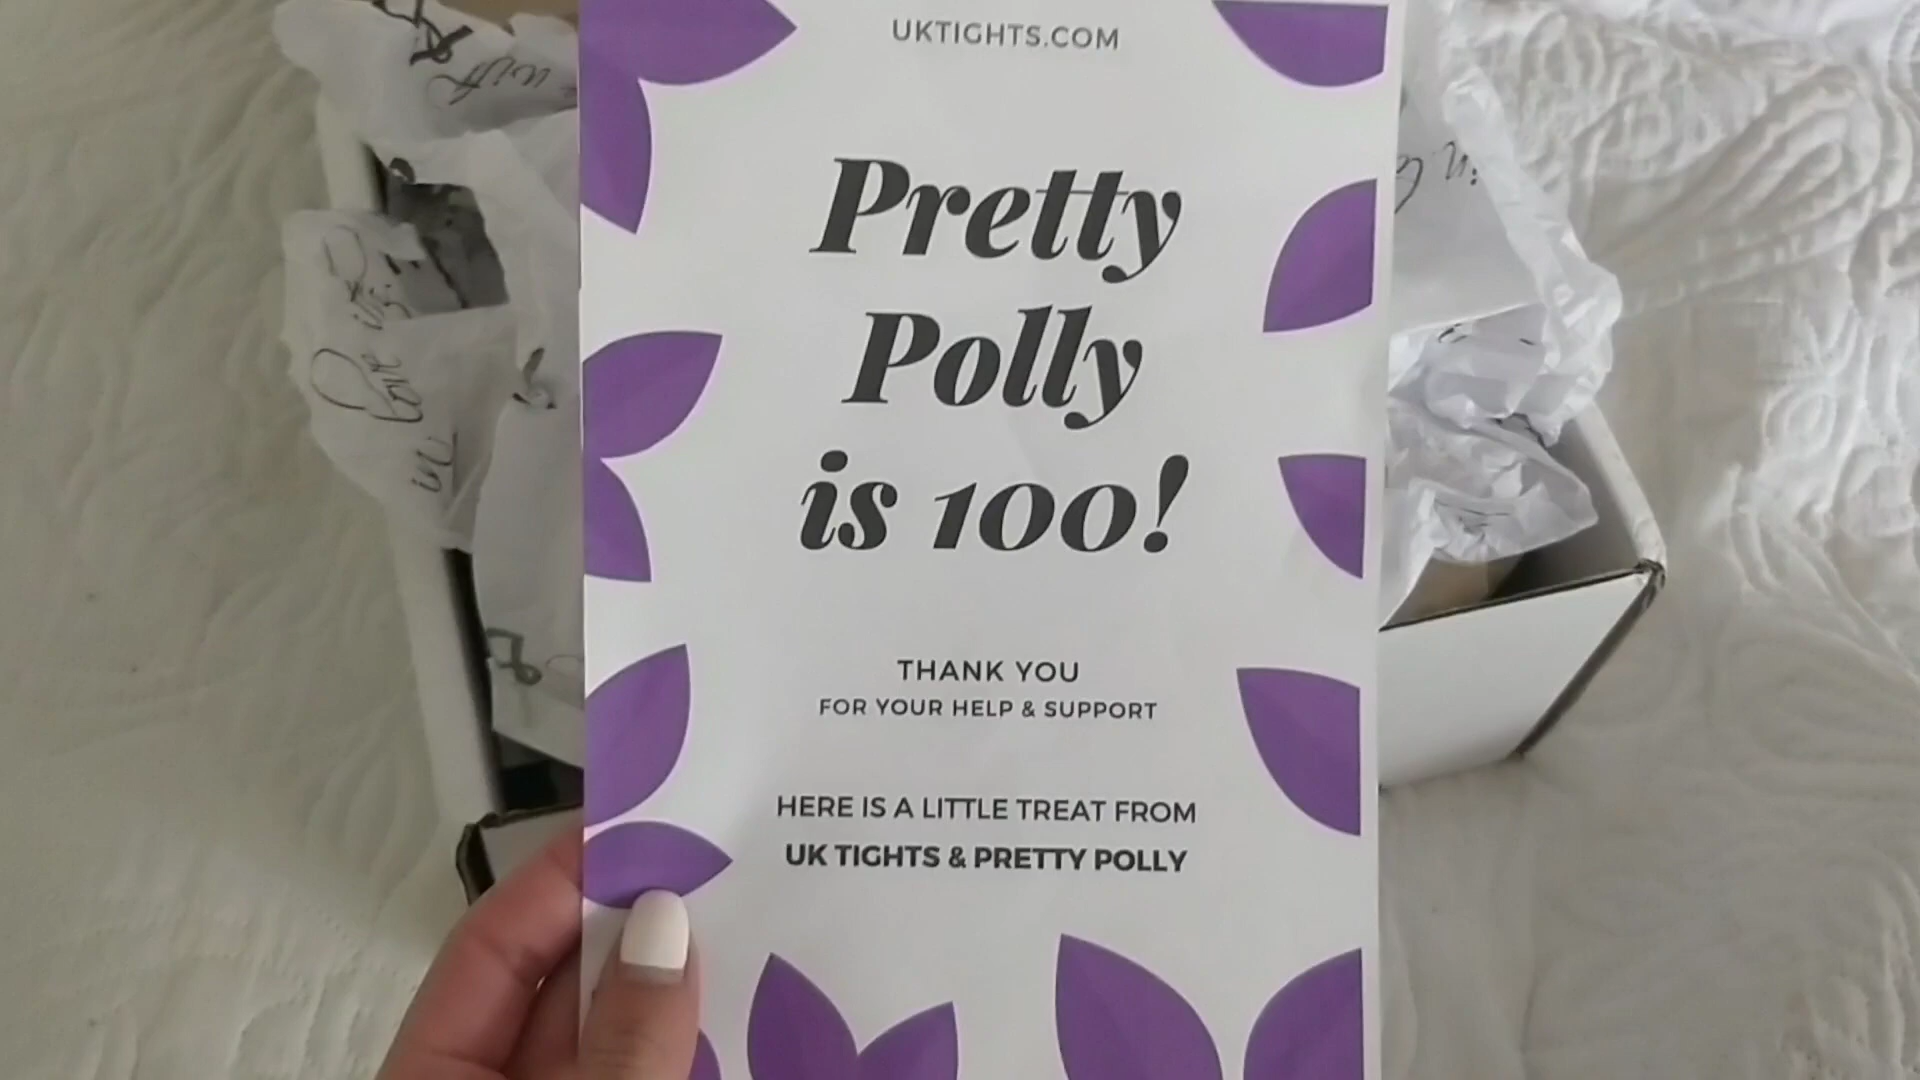 UKTIGHTS.COM
Pretty
Polly
is 100!
THANK YOU
FOR YOUR HELP & SUPPORT
HERE IS A LITTLE TREAT FROM
UK TIGHTS & PRETTY POLLY